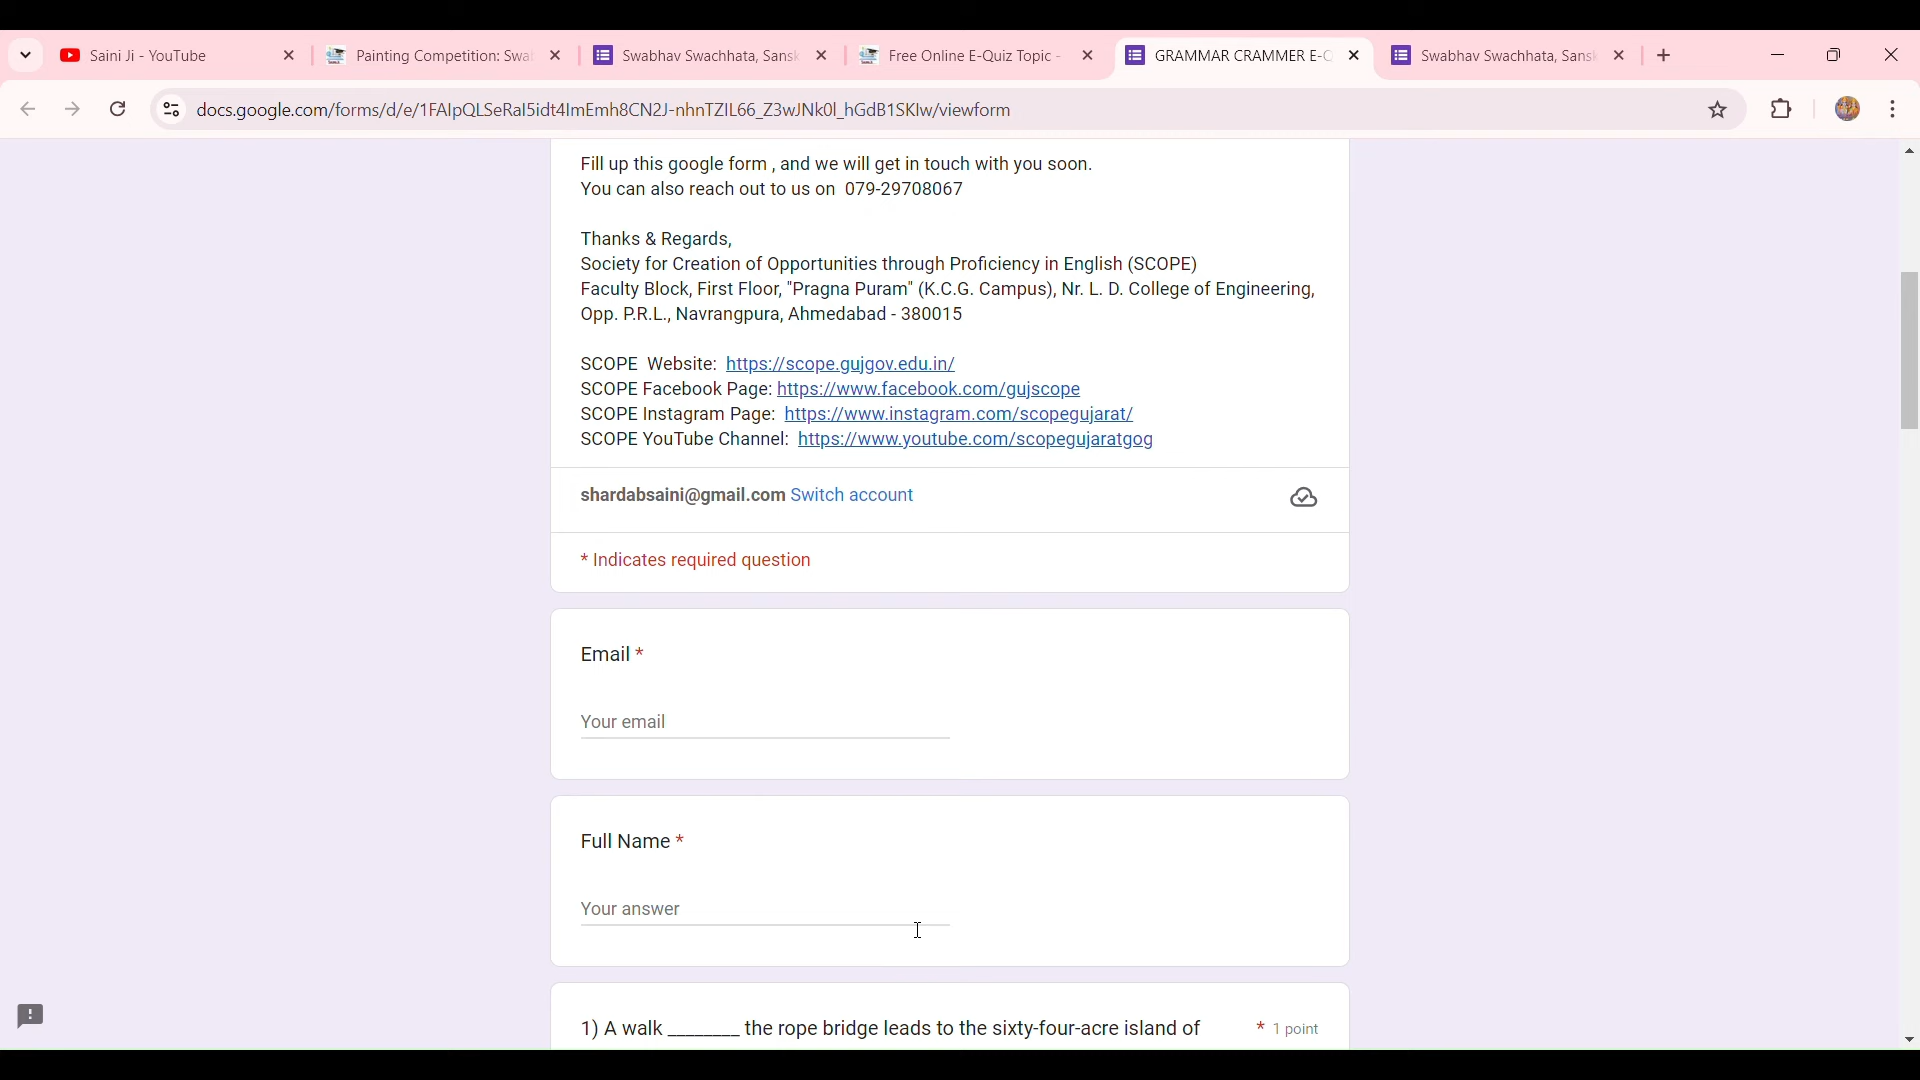 Saini Ji - YouTube
Painting Competition: Swa
Swabhav Swachhata, Sansk
Free Online E-Quiz Topic -
GRAMMAR CRAMMER E-Q
Swabhav Swachhata, Sansk
docs.google.com/forms/d/e/1FAIpQLSeRal5idt4ImEmh8CN2J-nhnTZIL66_Z3wJNk0l_hGdB1SKIw/viewform
Fill up this google form , and we will get in touch with you soon.
You can also reach out to us on 079-29708067
Thanks & Regards,
Society for Creation of Opportunities through Proficiency in English (SCOPE)
Faculty Block, First Floor, "Pragna Puram" (K.C.G. Campus), Nr. L. D. College of Engineering,
Opp. P.R.L., Navrangpura, Ahmedabad - 380015
SCOPE Website: https://scope.gujgov.edu.in/
SCOPE Facebook Page: https://www.facebook.com/gujscope
SCOPE Instagram Page: https://www.instagram.com/scopegujarat/
SCOPE YouTube Channel: https://www.youtube.com/scopegujaratgog
shardabsaini@gmail.com Switch account
* Indicates required question
Email *
Your email
Full Name *
Your answer
1) A walk ________ the rope bridge leads to the sixty-four-acre island of * 1 point